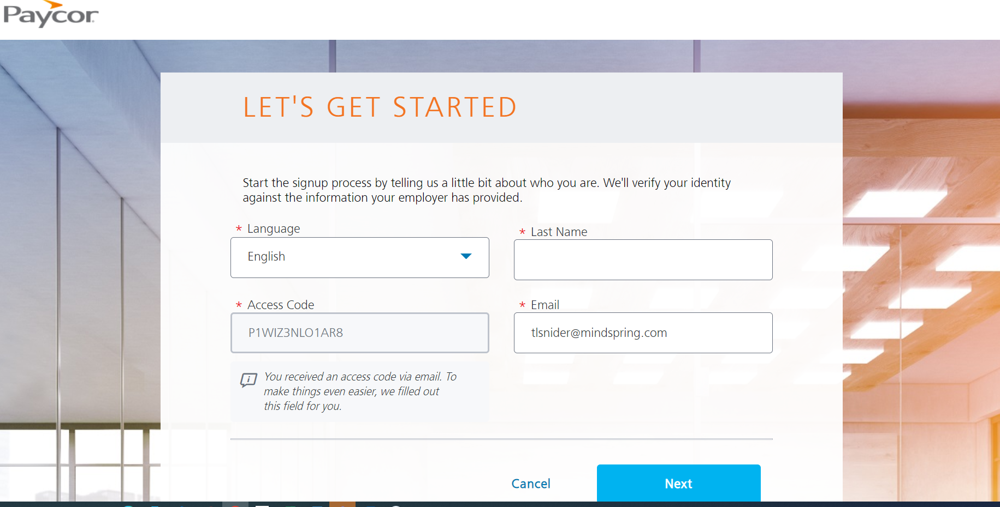 Paycor
LET'S GET STARTED
Start the signup process by telling us a little bit about who you are. We'll verify your identity
against the information your employer has provided.
* Language
English
* Last Name
* Access Code
P1WIZ3NLO1AR8
* Email
tlsnider@mindspring.com
You received an access code via email. To
make things even easier, we filled out
this field for you.
Cancel
Next